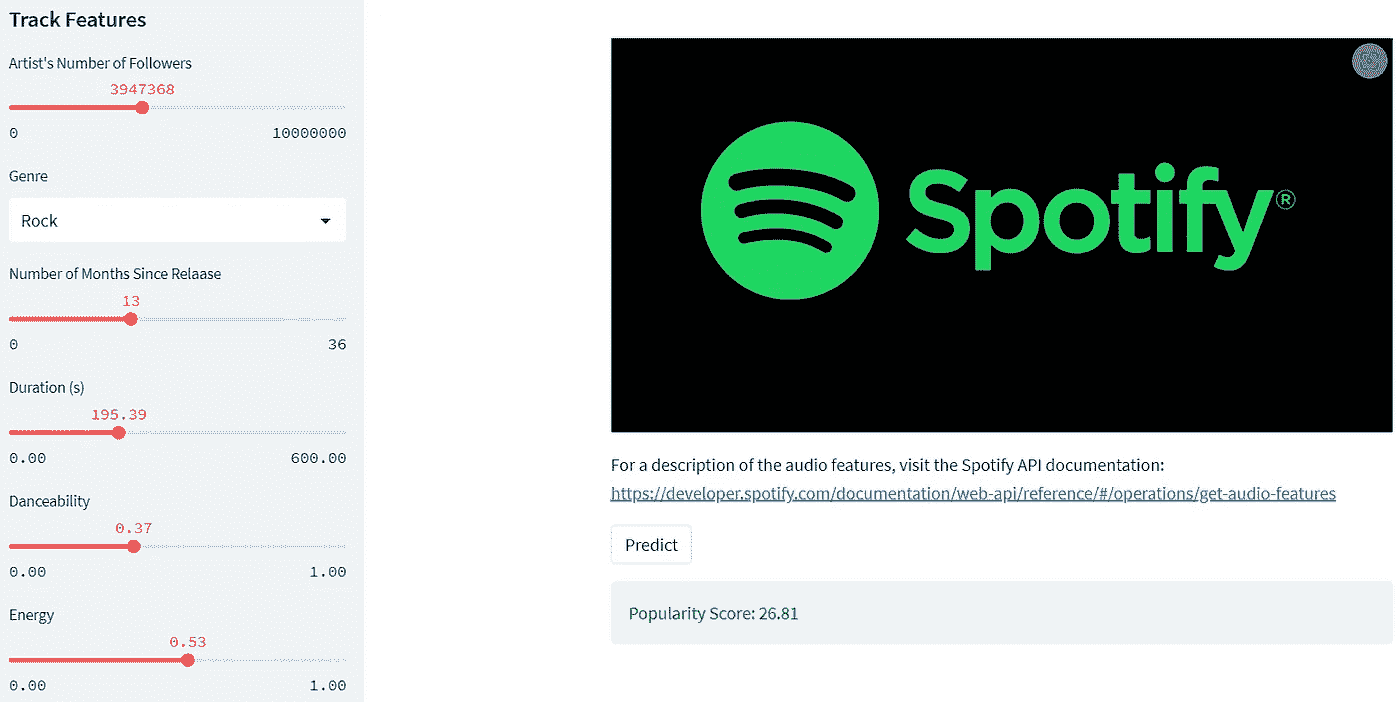 Track Features
Artist's Number of Followers
3947368
0 10000000
Genre
Rock
Number of Months Since Relaase
13
0 36
Duration (s)
195.39
0.00 600.00
Danceability
0.37
0.00 1.00
Energy
0.53
0.00 1.00
Spotify®
For a description of the audio features, visit the Spotify API documentation:
https://developer.spotify.com/documentation/web-api/reference/#/operations/get-audio-features
Predict
Popularity Score: 26.81